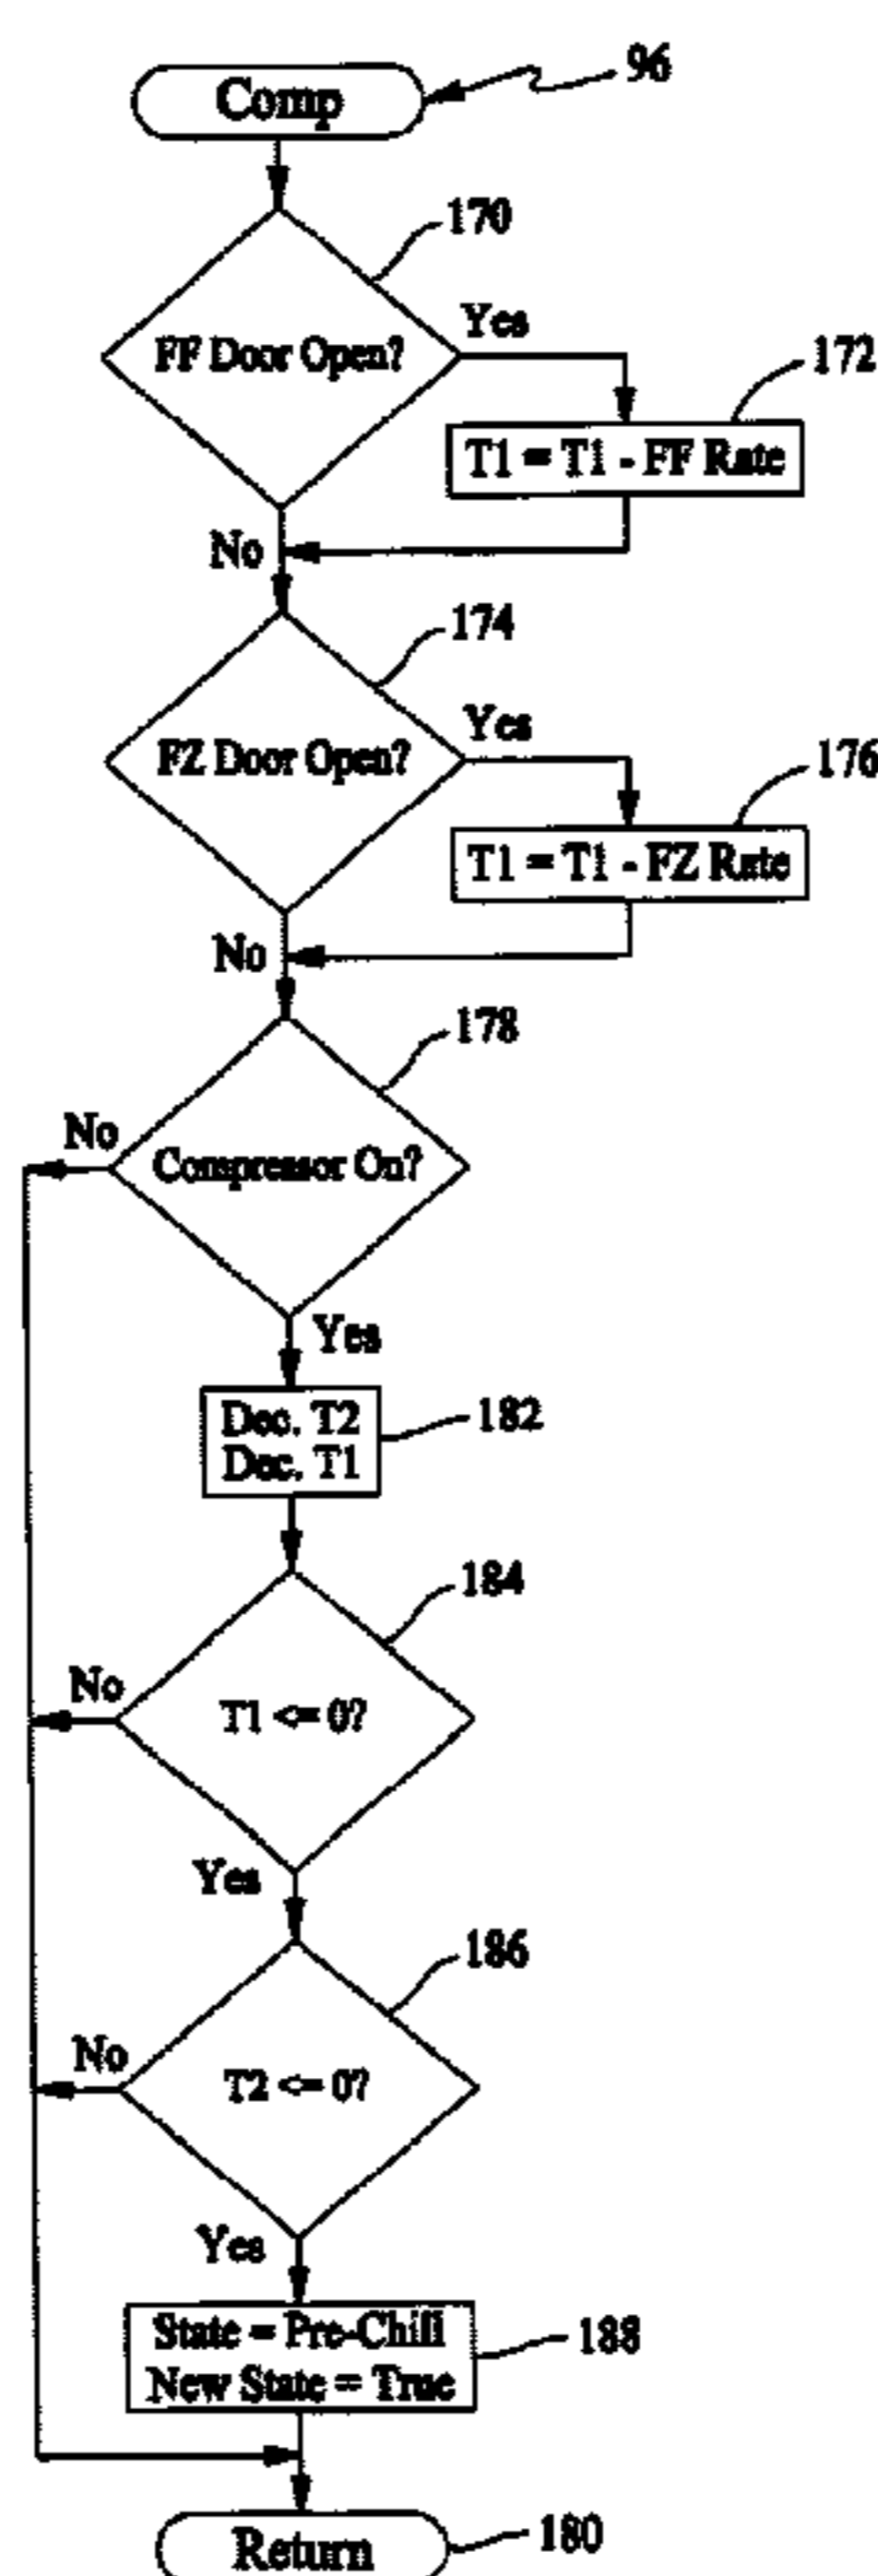 Comp
96
170
FF Door Open?
Yes
172
T1 = T1 - FF Rate
No
174
FZ Door Open?
Yes
176
T1 = T1 - FZ Rate
No
178
No
Compressor On?
Yes
Dec. T2
Dec. T1
182
184
No
T1 <= 0?
Yes
186
No
T2 <= 0?
Yes
State = Pre-Chill
New State = True
188
Return
180